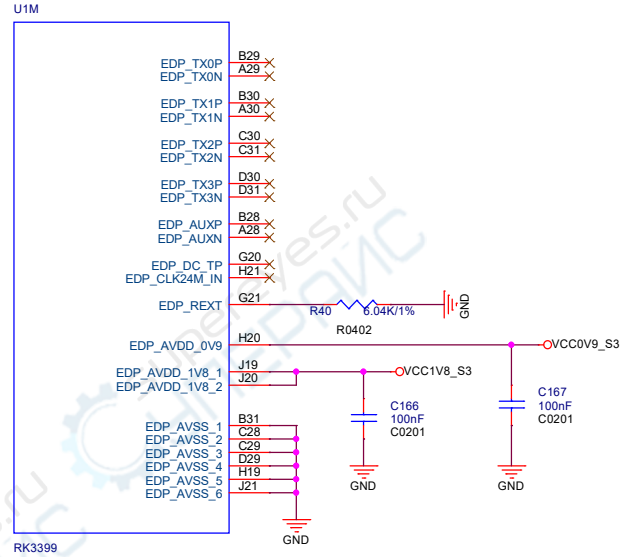 U1M
EDP_TX0P B29
EDP_TX0N A29
EDP_TX1P B30
EDP_TX1N A30
EDP_TX2P C30
EDP_TX2N C31
EDP_TX3P D30
EDP_TX3N D31
EDP_AUXP B28
EDP_AUXN A28
EDP_DC_TP G20
EDP_CLK24M_IN H21
EDP_REXT G21
R40 6.04K/1%
R0402
GND
EDP_AVDD_0V9 H20
VCC0V9_S3
EDP_AVDD_1V8_1 J19
EDP_AVDD_1V8_2 J20
VCC1V8_S3
C166
100nF
C0201
GND
C167
100nF
C0201
GND
EDP_AVSS_1 B31
EDP_AVSS_2 C28
EDP_AVSS_3 C29
EDP_AVSS_4 D29
EDP_AVSS_5 H19
EDP_AVSS_6 J21
GND
RK3399